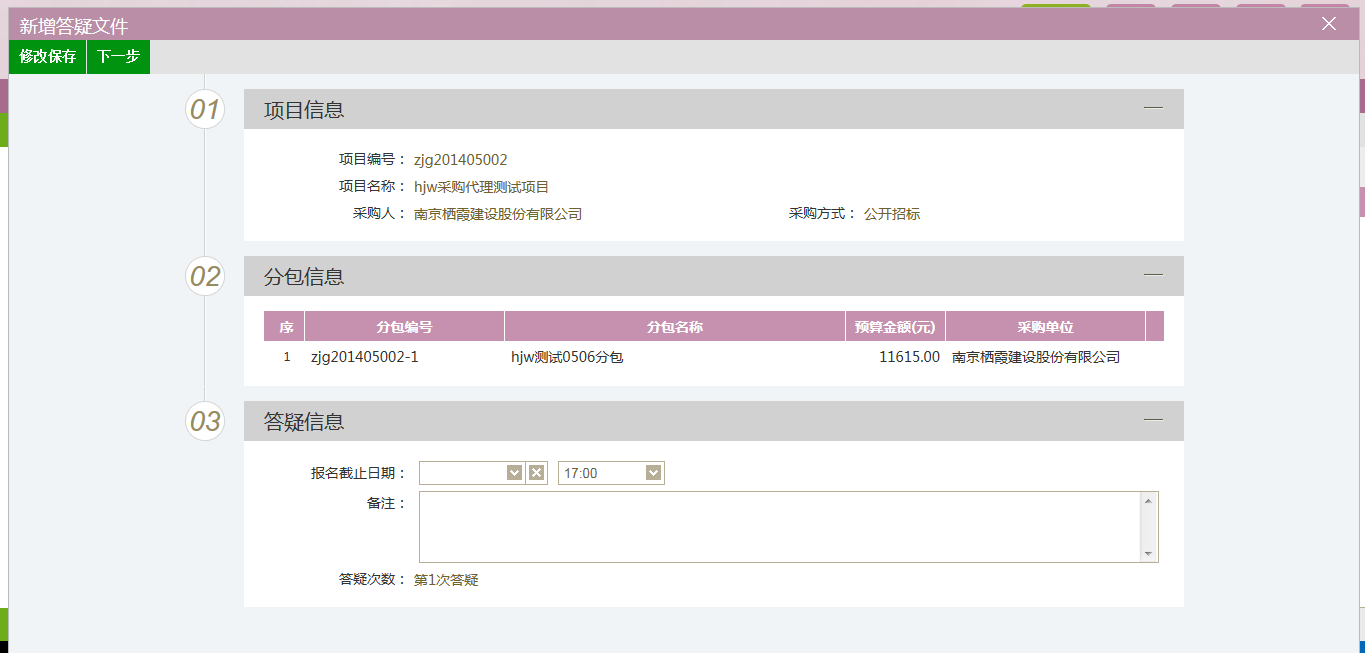 新增答疑文件
修改保存 下一步
01 项目信息
项目编号： zjg201405002
项目名称： hjw采购代理测试项目
采购人： 南京栖霞建设股份有限公司 采购方式： 公开招标
02 分包信息
序 分包编号 分包名称 预算金额(元) 采购单位
1 zjg201405002-1 hjw测试0506分包 11615.00 南京栖霞建设股份有限公司
03 答疑信息
报名截止日期： 17:00
备注：
答疑次数： 第1次答疑